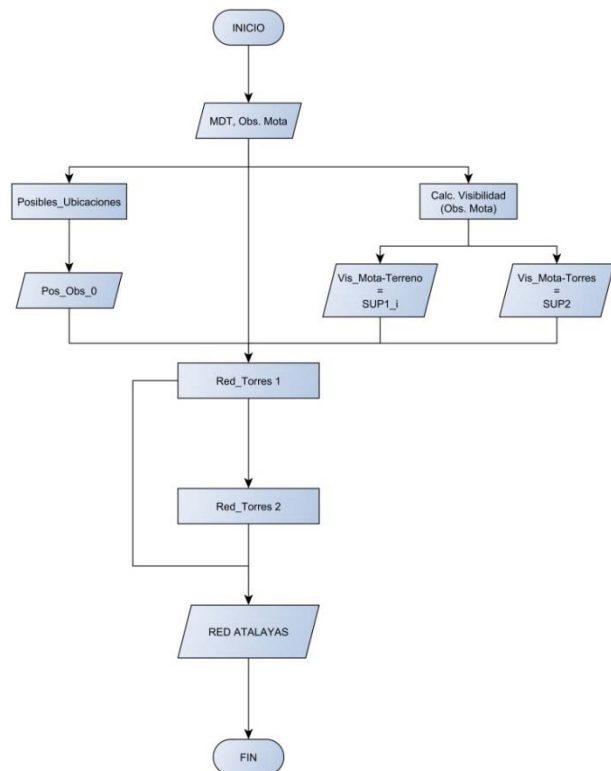 INICIO
MDT, Obs. Mota
Posibles_Ubicaciones
Calc. Visibilidad
(Obs. Mota)
Pos_Obs_0
Vis_Mota-Terreno
=
SUP1_i
Vis_Mota-Torres
=
SUP2
Red_Torres 1
Red_Torres 2
RED ATALAYAS
FIN